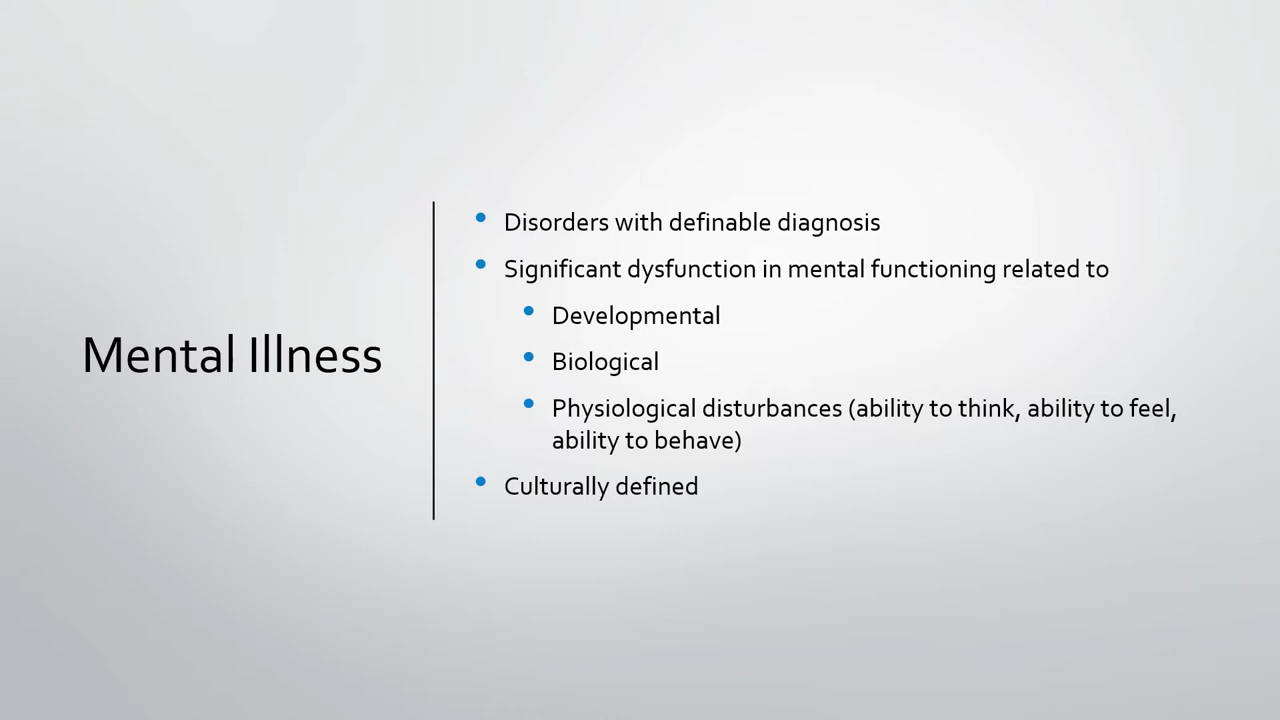 Mental Illness
Disorders with definable diagnosis
Significant dysfunction in mental functioning related to
Developmental
Biological
Physiological disturbances (ability to think, ability to feel,
ability to behave)
Culturally defined